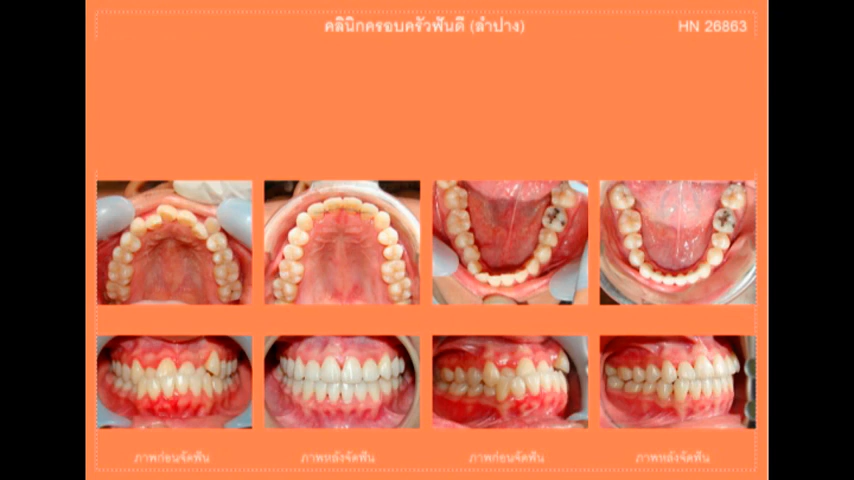 คลินิกครอบครัวฟันดี (ลำปาง)
HN 26863
ภาพก่อนจัดฟัน
ภาพหลังจัดฟัน
ภาพก่อนจัดฟัน
ภาพหลังจัดฟัน